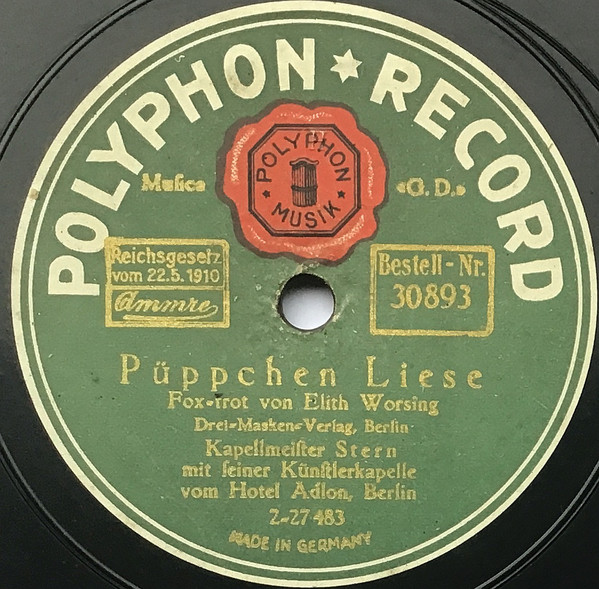 POLYPHON ★ RECORD
POLYPHON
MUSIK
Musica
«G.D.»
Reichsgesetz
vom 22.5.1910
Ammre
Bestell-Nr.
30893
Püppchen Liese
Fox-trot von Elith Worsing
Drei-Masken-Verlag, Berlin
Kapellmeiſter Stern
mit ſeiner Künſtlerkapelle
vom Hotel Adlon, Berlin
2-27483
MADE IN GERMANY